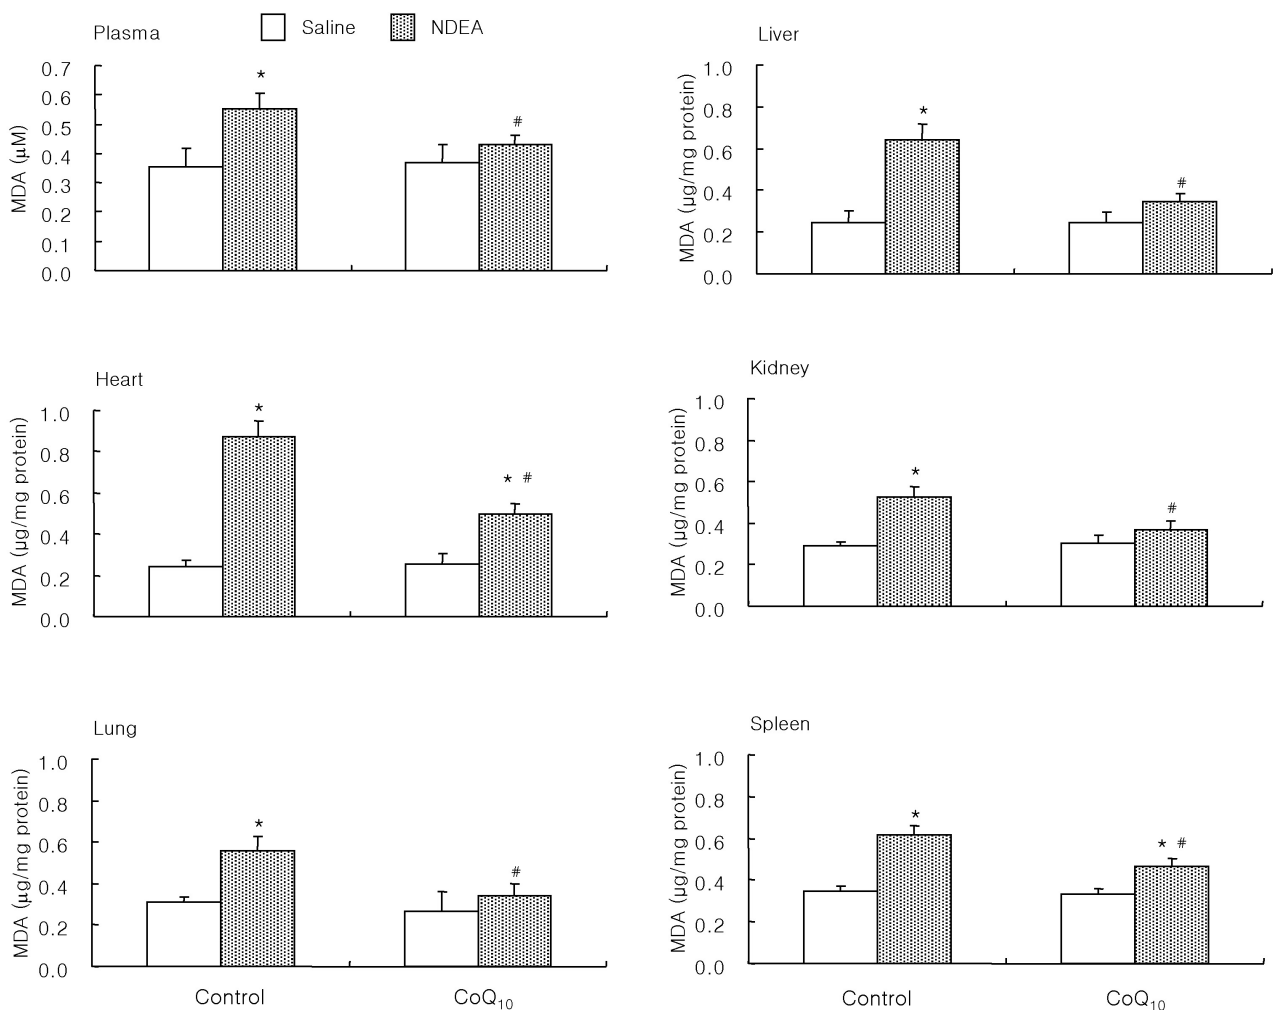 Plasma
Saline
NDEA
MDA (μM)
0.7
0.6
0.5
0.4
0.3
0.2
0.1
0.0
*
#
Liver
MDA (μg/mg protein)
1.0
0.8
0.6
0.4
0.2
0.0
*
#
Heart
MDA (μg/mg protein)
1.0
0.8
0.6
0.4
0.2
0.0
*
* #
Kidney
MDA (μg/mg protein)
1.0
0.8
0.6
0.4
0.2
0.0
*
#
Lung
MDA (μg/mg protein)
1.0
0.8
0.6
0.4
0.2
0.0
*
#
Control
CoQ₁₀
Spleen
MDA (μg/mg protein)
1.0
0.8
0.6
0.4
0.2
0.0
*
* #
Control
CoQ₁₀